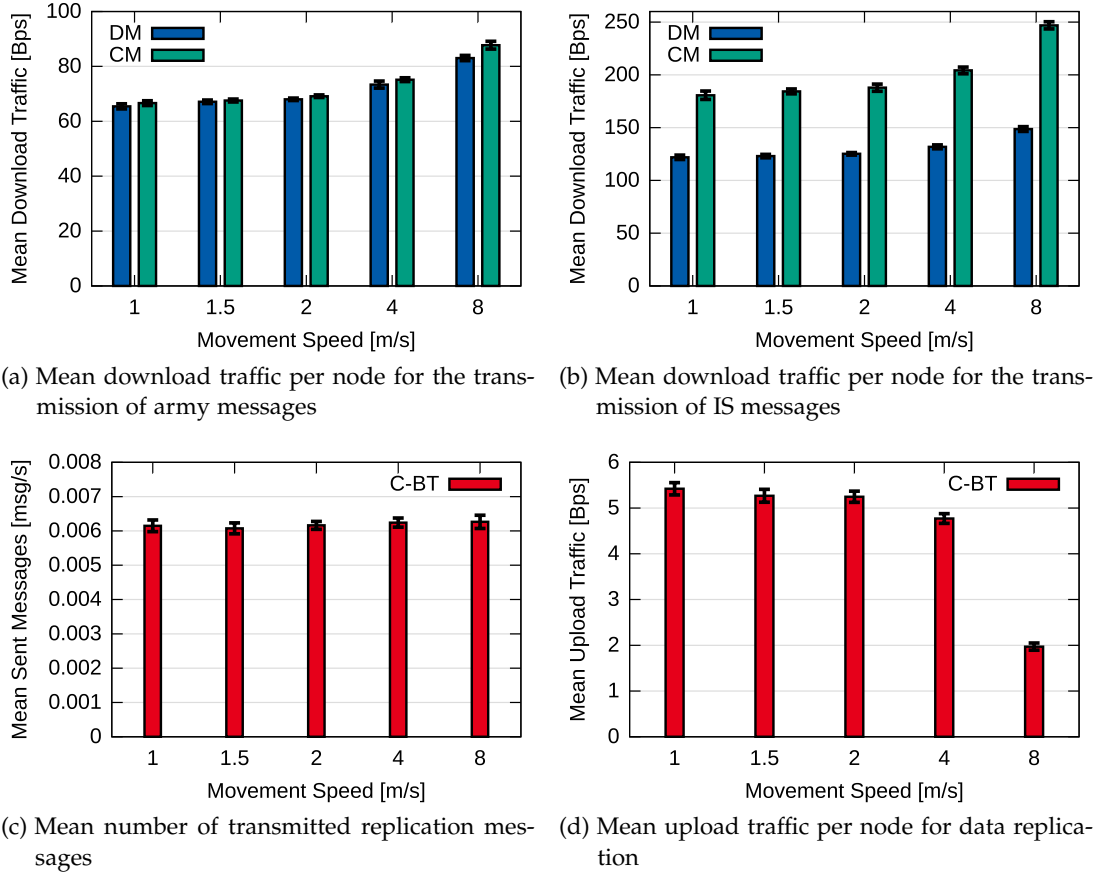 Mean Download Traffic [Bps]
100
80
60
40
20
0
DM
CM
1 1.5 2 4 8
Movement Speed [m/s]
(a) Mean download traffic per node for the trans-
mission of army messages
Mean Download Traffic [Bps]
250
200
150
100
50
0
DM
CM
1 1.5 2 4 8
Movement Speed [m/s]
(b) Mean download traffic per node for the trans-
mission of IS messages
Mean Sent Messages [msg/s]
0.008
0.007
0.006
0.005
0.004
0.003
0.002
0.001
0
C-BT
1 1.5 2 4 8
Movement Speed [m/s]
(c) Mean number of transmitted replication mes-
sages
Mean Upload Traffic [Bps]
6
5
4
3
2
1
0
C-BT
1 1.5 2 4 8
Movement Speed [m/s]
(d) Mean upload traffic per node for data replica-
tion